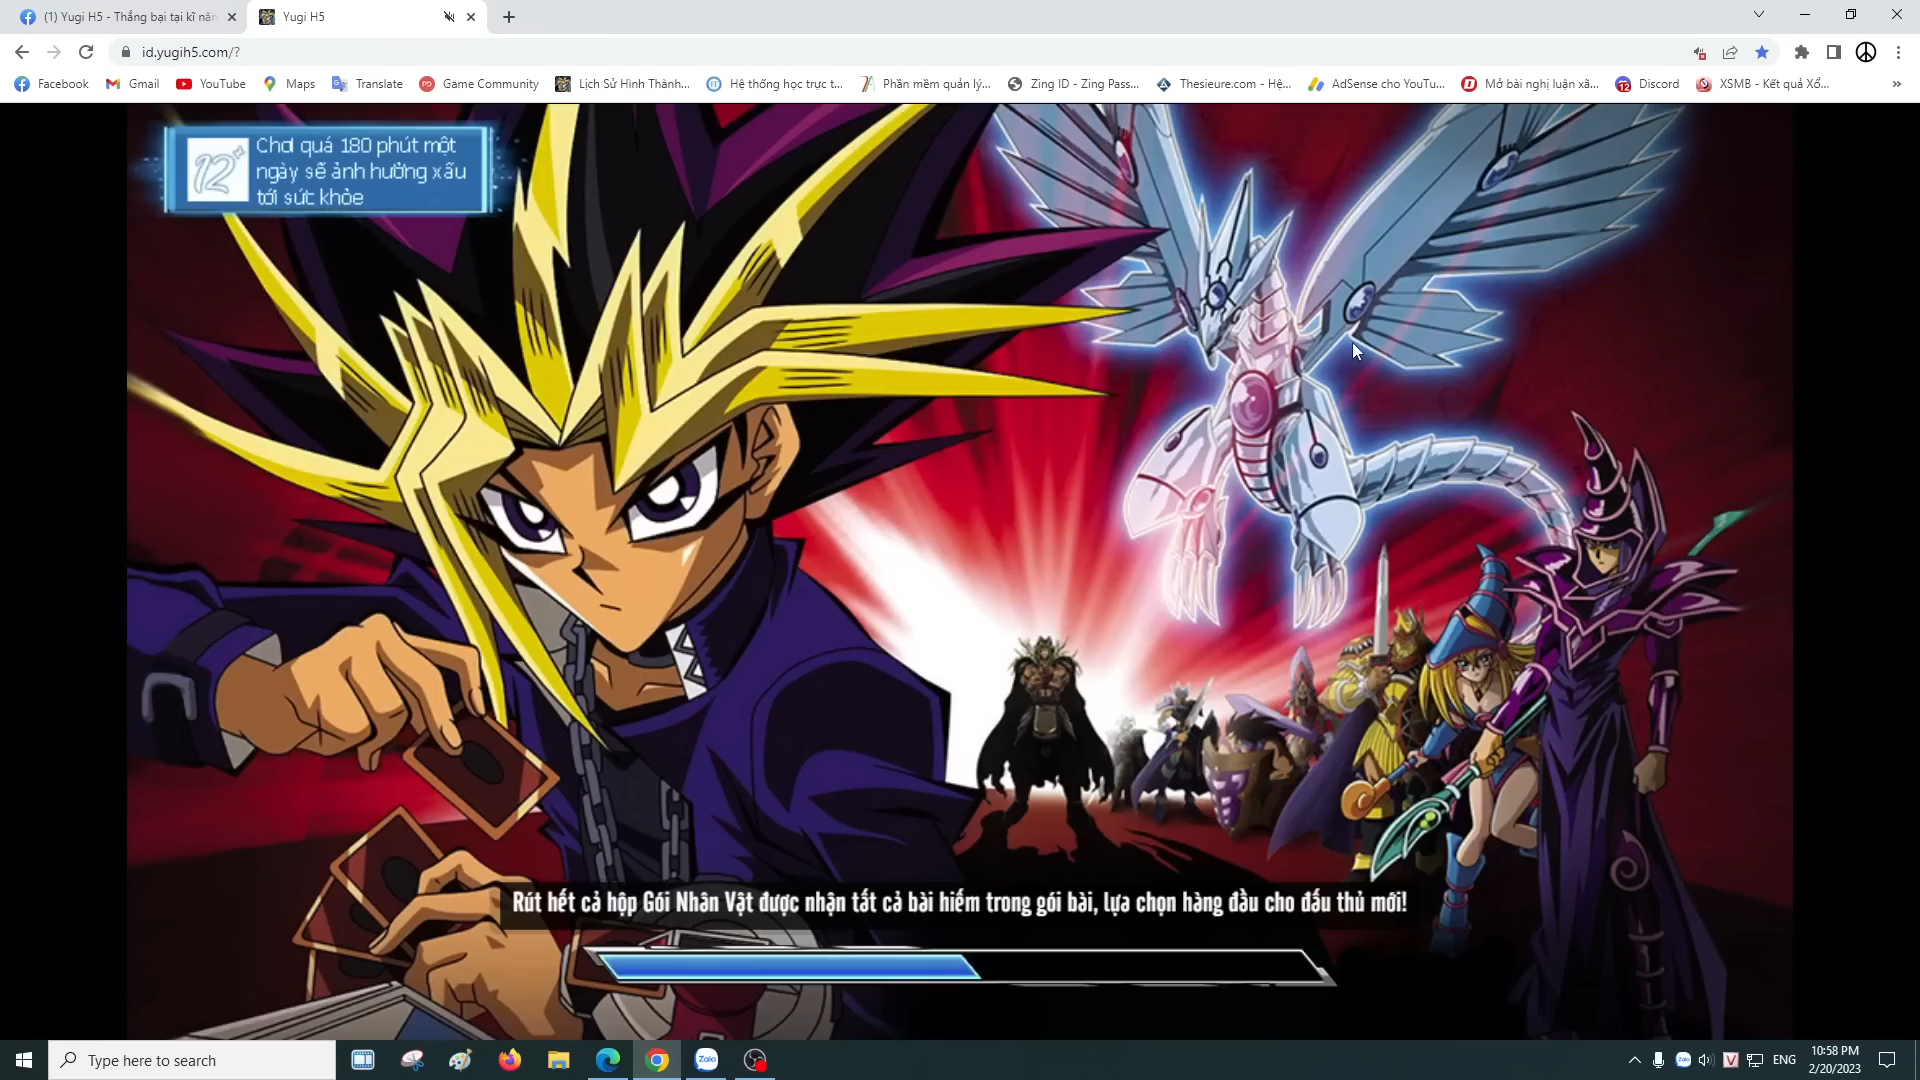 (1) Yugi H5 - Thắng bại tại kĩ năn
Yugi H5
id.yugih5.com/?
Facebook
Gmail
YouTube
Maps
Translate
Game Community
Lịch Sử Hình Thành...
Hệ thống học trực t...
Phần mềm quản lý...
Zing ID - Zing Pass...
Thesieure.com - Hệ...
AdSense cho YouTu...
Mở bài nghị luận xã...
12
Discord
XSMB - Kết quả Xổ...
»
12+
Chơi quá 180 phút một
ngày sẽ ảnh hưởng xấu
tới sức khỏe
Rút hết cả hộp Gói Nhân Vật được nhận tất cả bài hiếm trong gói bài, lựa chọn hàng đầu cho đấu thủ mới!
Type here to search
Zalo
Zalo
V
ENG
10:58 PM
2/20/2023